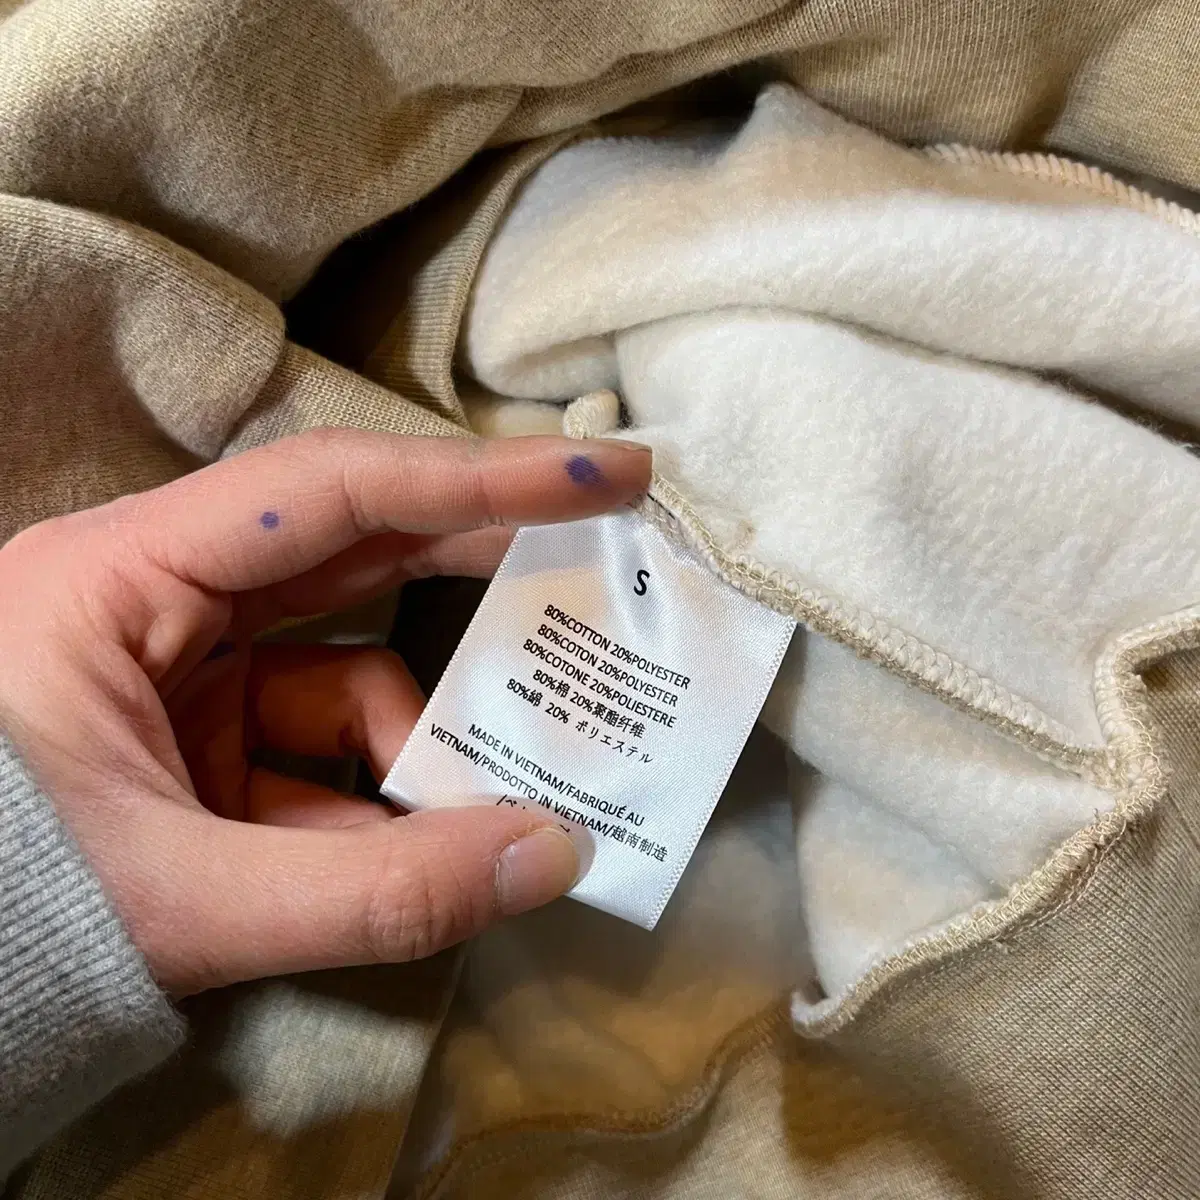 S
80%COTTON 20%POLYESTER
80%COTON 20%POLYESTER
80%COTONE 20%POLIESTERE
80%棉 20%聚酯纤维
80%綿 20% ポリエステル
MADE IN VIETNAM/FABRIQUÉ AU
VIETNAM/PRODOTTO IN VIETNAM/越南制造